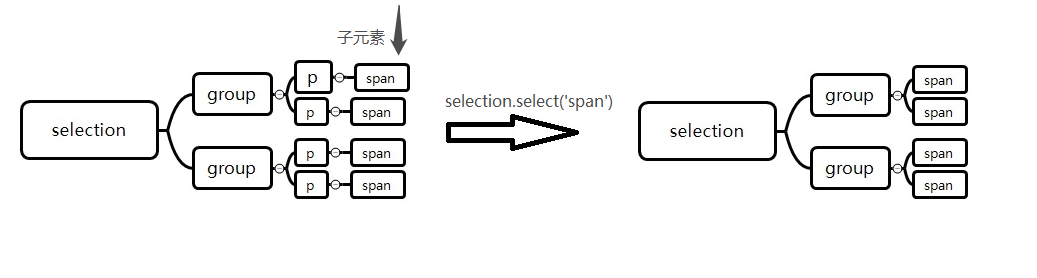 子元素
selection
group
p
span
p
span
group
p
span
p
span
selection.select('span')
selection
group
span
span
group
span
span